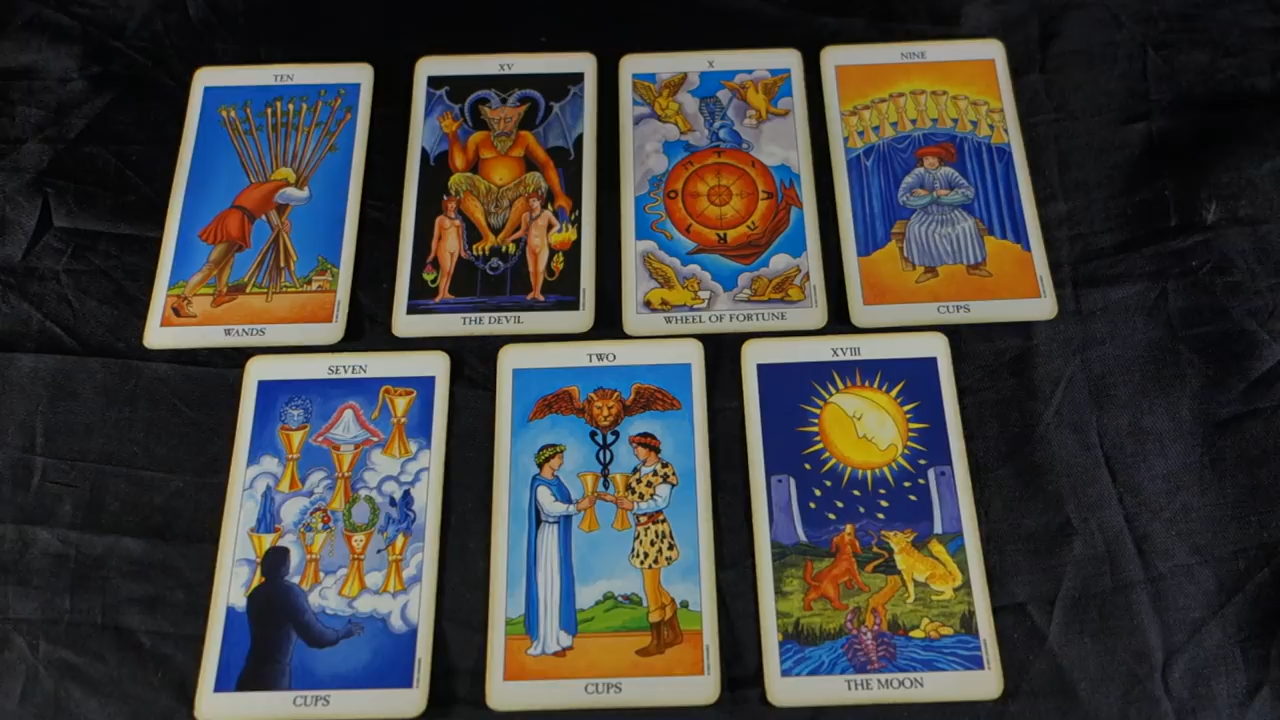 TEN
WANDS
XV
THE DEVIL
X
WHEEL OF FORTUNE
NINE
CUPS
SEVEN
CUPS
TWO
CUPS
XVIII
THE MOON